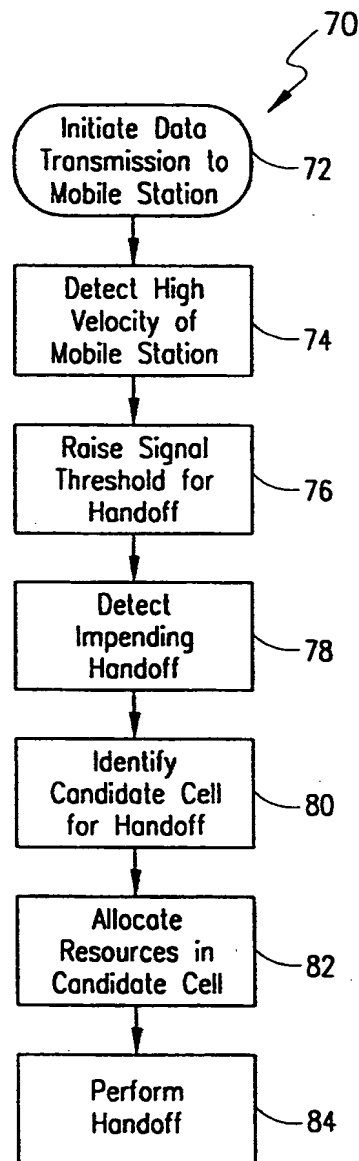 70
Initiate Data
Transmission to
Mobile Station
72
Detect High
Velocity of
Mobile Station
74
Raise Signal
Threshold for
Handoff
76
Detect
Impending
Handoff
78
Identify
Candidate Cell
for Handoff
80
Allocate
Resources in
Candidate Cell
82
Perform
Handoff
84